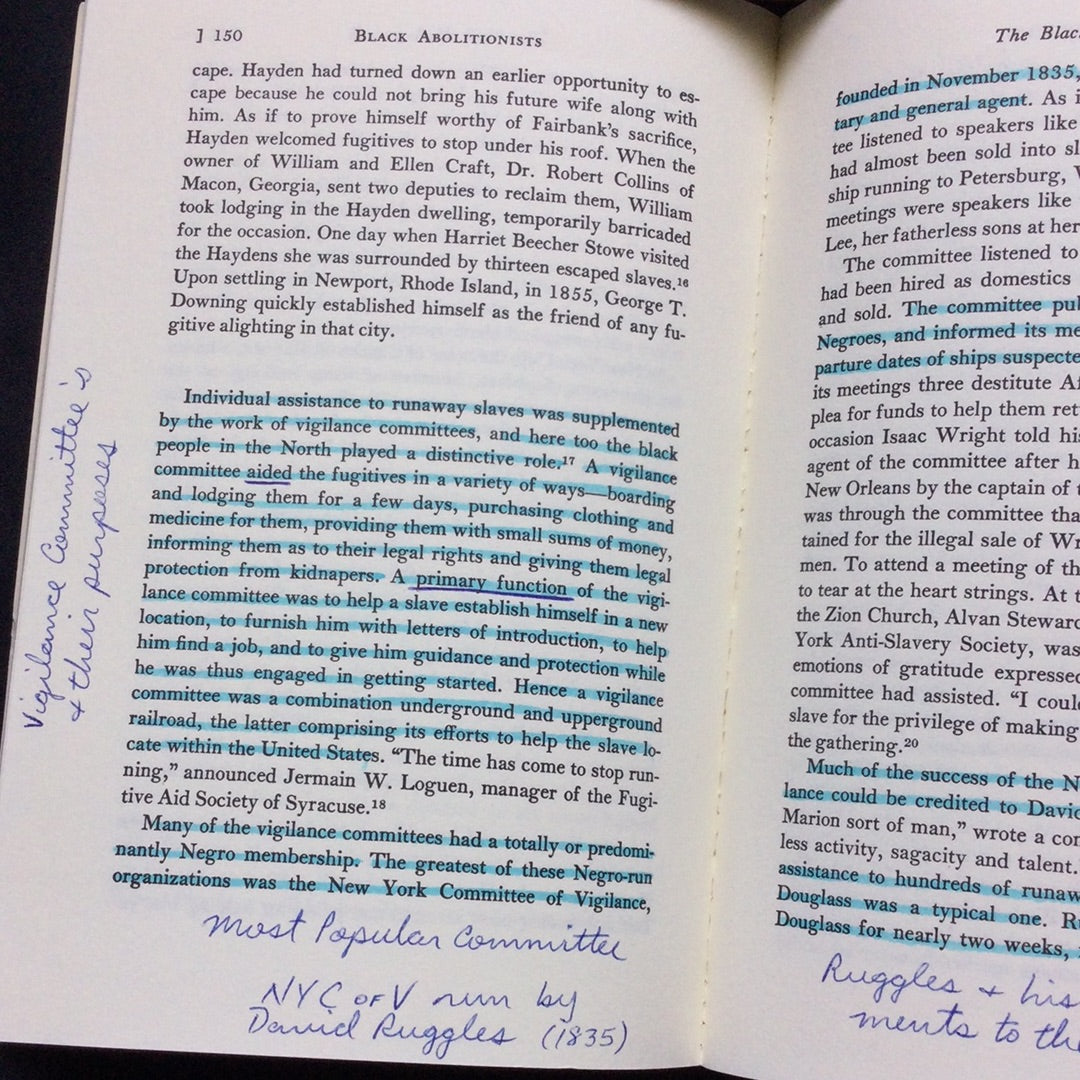 ] 150 BLACK ABOLITIONISTS
cape. Hayden had turned down an earlier opportunity to es-
cape because he could not bring his future wife along with
him. As if to prove himself worthy of Fairbank's sacrifice,
Hayden welcomed fugitives to stop under his roof. When the
owner of William and Ellen Craft, Dr. Robert Collins of
Macon, Georgia, sent two deputies to reclaim them, William
took lodging in the Hayden dwelling, temporarily barricaded
for the occasion. One day when Harriet Beecher Stowe visited
the Haydens she was surrounded by thirteen escaped slaves.16
Upon settling in Newport, Rhode Island, in 1855, George T.
Downing quickly established himself as the friend of any fu-
gitive alighting in that city.
Individual assistance to runaway slaves was supplemented
by the work of vigilance committees, and here too the black
people in the North played a distinctive role.17 A vigilance
committee aided the fugitives in a variety of ways—boarding
and lodging them for a few days, purchasing clothing and
medicine for them, providing them with small sums of money,
informing them as to their legal rights and giving them legal
protection from kidnapers. A primary function of the vigi-
lance committee was to help a slave establish himself in a new
location, to furnish him with letters of introduction, to help
him find a job, and to give him guidance and protection while
he was thus engaged in getting started. Hence a vigilance
committee was a combination underground and upperground
railroad, the latter comprising its efforts to help the slave lo-
cate within the United States. "The time has come to stop run-
ning," announced Jermain W. Loguen, manager of the Fugi-
tive Aid Society of Syracuse.18
Many of the vigilance committees had a totally or predomi-
nantly Negro membership. The greatest of these Negro-run
organizations was the New York Committee of Vigilance,
Most Popular Committee
NYC of V run by
David Ruggles (1835)
Vigilance Committee's
& their purposes
The Blac
founded in November 1835,
tary and general agent. As i
tee listened to speakers like
had almost been sold into sl
ship running to Petersburg, V
meetings were speakers like
Lee, her fatherless sons at her
The committee listened to
had been hired as domestics
and sold. The committee pul
Negroes, and informed its me
parture dates of ships suspecte
its meetings three destitute Af
plea for funds to help them ret
occasion Isaac Wright told his
agent of the committee after h
New Orleans by the captain of t
was through the committee tha
tained for the illegal sale of Wr
men. To attend a meeting of th
to tear at the heart strings. At t
the Zion Church, Alvan Steward
York Anti-Slavery Society, was
emotions of gratitude expressed
committee had assisted. "I coul
slave for the privilege of making
the gathering.20
Much of the success of the N
lance could be credited to David
Marion sort of man," wrote a con
less activity, sagacity and talent.
assistance to hundreds of runaw
Douglass was a typical one. Ru
Douglass for nearly two weeks,
Ruggles & his
ments to the